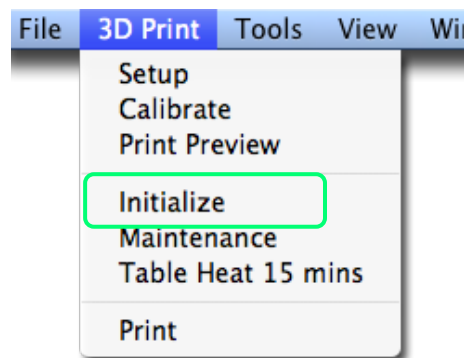 File 3D Print Tools View
Setup
Calibrate
Print Preview
Initialize
Maintenance
Table Heat 15 mins
Print